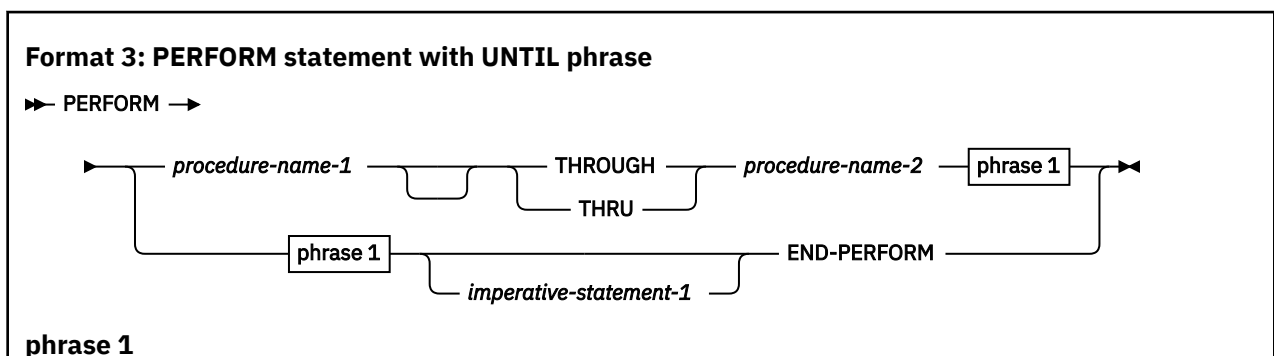 Format 3: PERFORM statement with UNTIL phrase
PERFORM
procedure-name-1 THROUGH procedure-name-2 phrase 1
THRU
phrase 1 END-PERFORM
imperative-statement-1
phrase 1